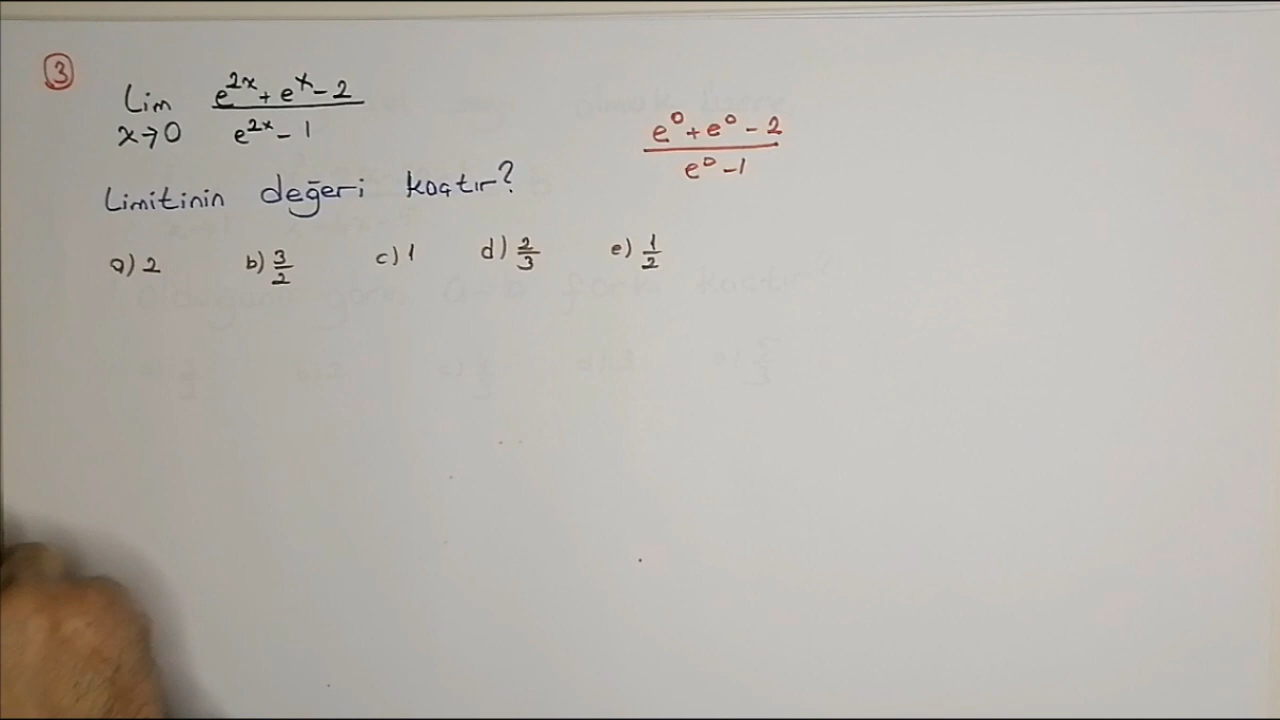 3
Lim x→0 (e^2x + e^x - 2)/(e^2x - 1)
(e^0 + e^0 - 2)/(e^0 - 1)
Limitinin değeri kaçtır?
a) 2 b) 3/2 c) 1 d) 2/3 e) 1/2